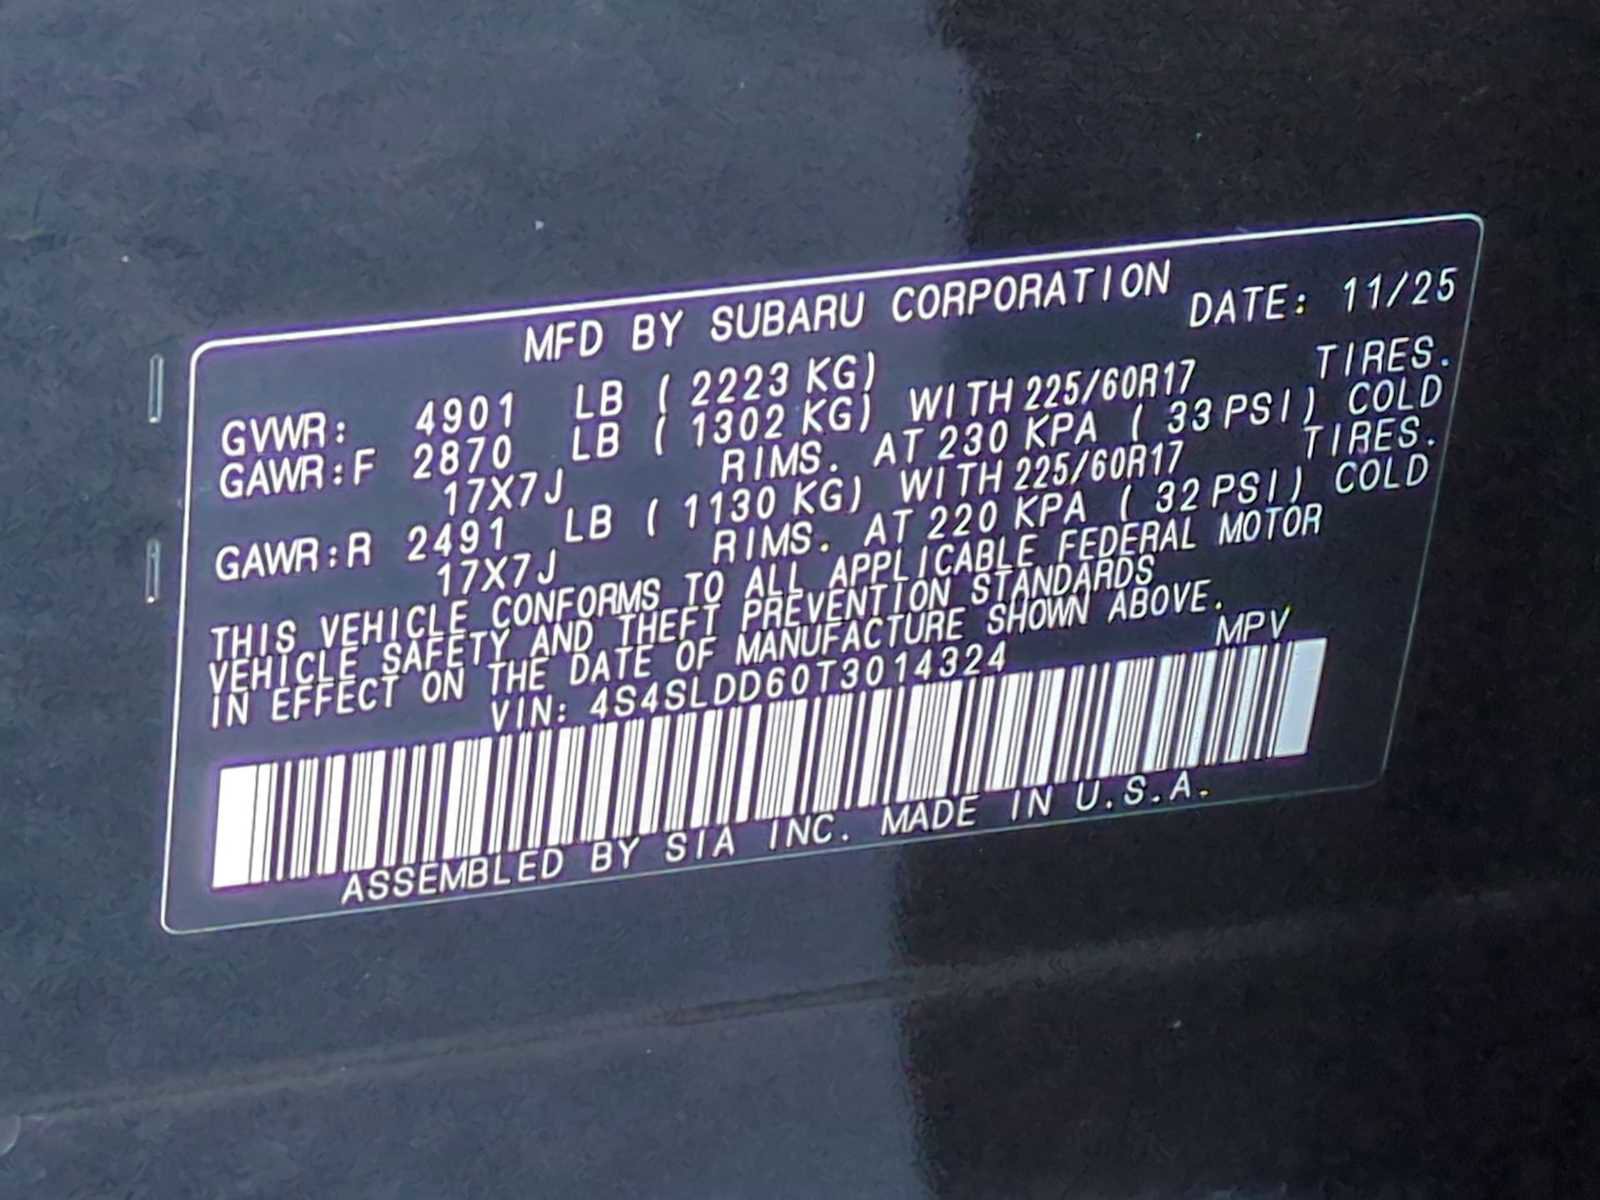 MFD BY SUBARU CORPORATION DATE: 11/25
GVWR: 4901 LB ( 2223 KG)
GAWR:F 2870 LB ( 1302 KG) WITH 225/60R17 TIRES.
17X7J RIMS. AT 230 KPA ( 33 PSI) COLD
GAWR:R 2491 LB ( 1130 KG) WITH 225/60R17 TIRES.
17X7J RIMS. AT 220 KPA ( 32 PSI) COLD
THIS VEHICLE CONFORMS TO ALL APPLICABLE FEDERAL MOTOR
VEHICLE SAFETY AND THEFT PREVENTION STANDARDS
IN EFFECT ON THE DATE OF MANUFACTURE SHOWN ABOVE.
VIN: 4S4SLDD60T3014324 MPV
ASSEMBLED BY SIA INC. MADE IN U.S.A.